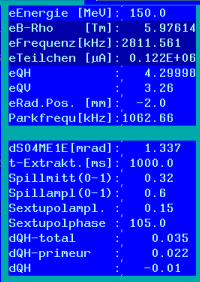 eEnergie [MeV]: 150.0
eB-Rho [Tm]: 5.97614
eFrequenz[kHz]:2811.561
eTeilchen [µA]: 0.122E+06
eQH : 4.29998
eQV : 3.26
eRad.Pos. [mm]: -2.0
Parkfrequ[kHz]:1062.66
dS04ME1E[mrad]: 1.337
t-Extrakt.[ms]: 1000.0
Spillmitt(0-1): 0.32
Spillampl(0-1): 0.6
Sextupolampl. : 0.15
Sextupolphase : 105.0
dQH-total : 0.035
dQH-primeur : 0.022
dQH : -0.01